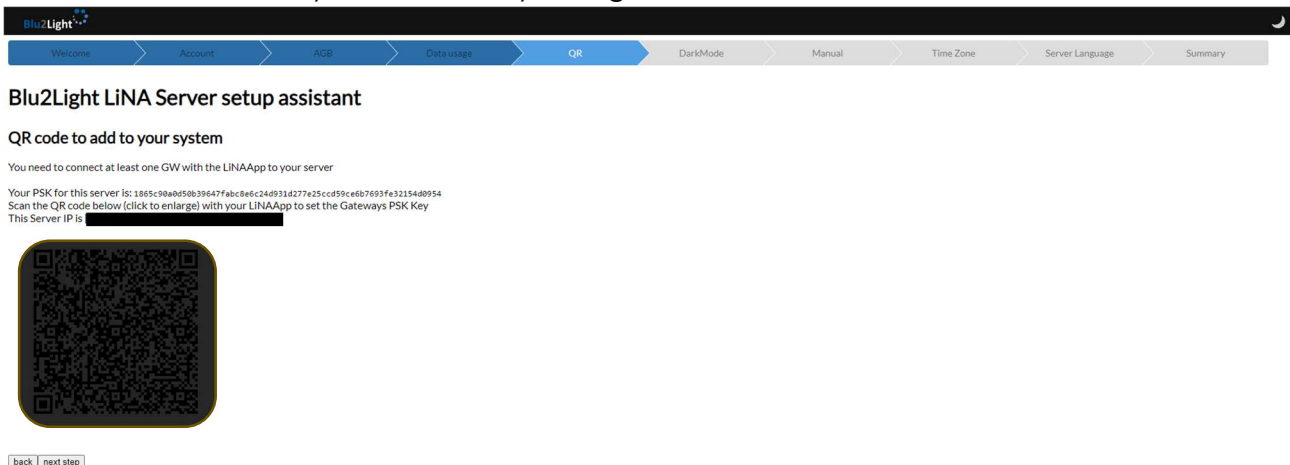 Blu2Light
Welcome Account AGB Data usage QR DarkMode Manual Time Zone Server Language Summary
Blu2Light LiNA Server setup assistant
QR code to add to your system
You need to connect at least one GW with the LiNAApp to your server
Your PSK for this server is: 1865c90a0d50b39647fabc8e6c24d931d277e25ccd59ce6b7693fe32154d0954
Scan the QR code below (click to enlarge) with your LiNAApp to set the Gateways PSK Key
This Server IP is
back next step